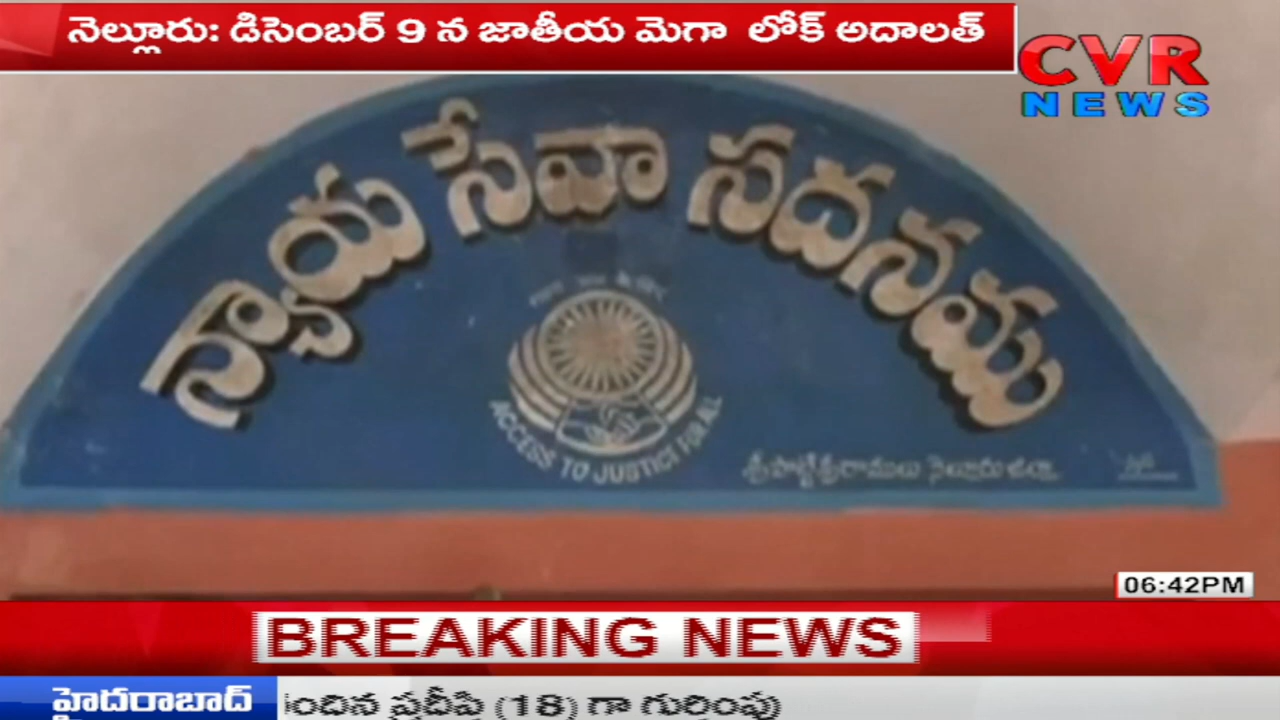 నెల్లూరు: డిసెంబర్ 9 న జాతీయ మెగా లోక్ అదాలత్
CVR
NEWS
న్యాయ సేవా సదనము
ACCESS TO JUSTICE FOR ALL
శ్రీ పొట్టి శ్రీరాములు నెల్లూరు జిల్లా
06:42PM
BREAKING NEWS
హైదరాబాద్
ందిన ప్రదీప్ (18) గా గుర్తింపు